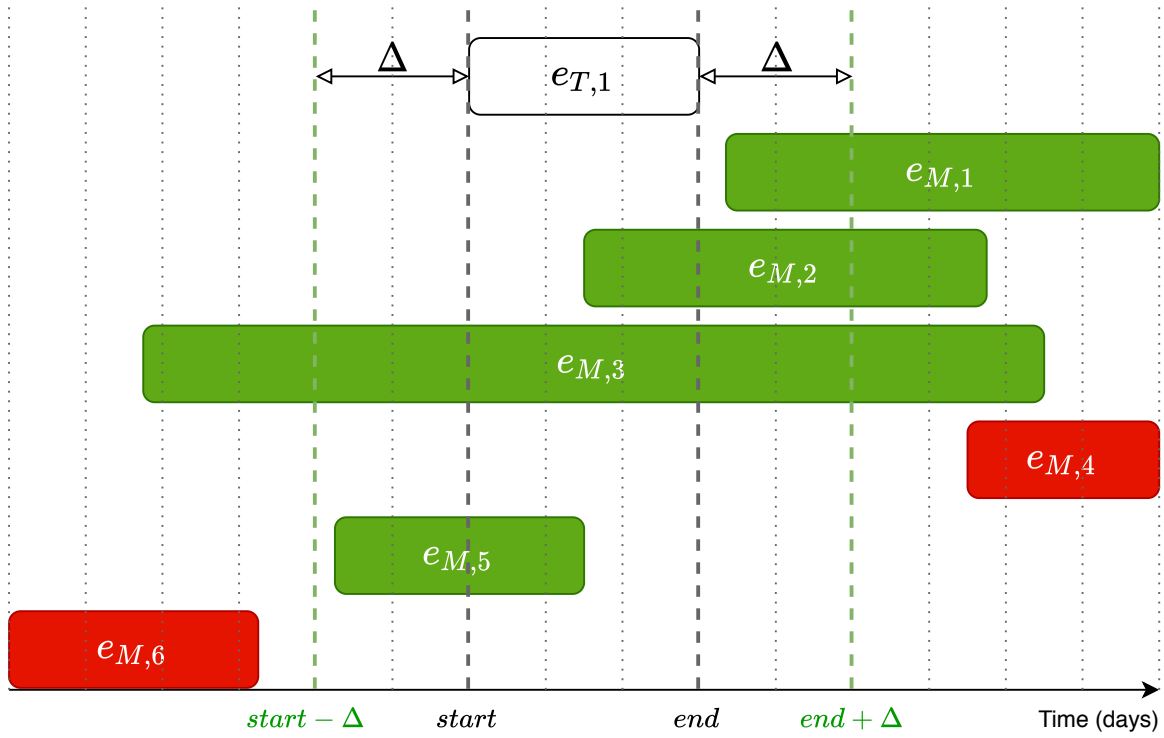 Δ Δ
e_{T,1}
e_{M,1}
e_{M,2}
e_{M,3}
e_{M,4}
e_{M,5}
e_{M,6}
start − Δ start end end + Δ Time (days)